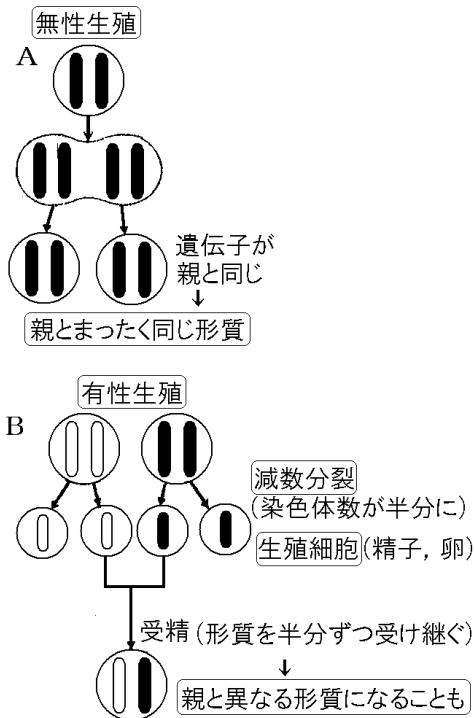 無性生殖
A
遺伝子が
親と同じ
↓
親とまったく同じ形質
有性生殖
B
減数分裂
(染色体数が半分に)
生殖細胞(精子, 卵)
受精 (形質を半分ずつ受け継ぐ)
↓
親と異なる形質になることも